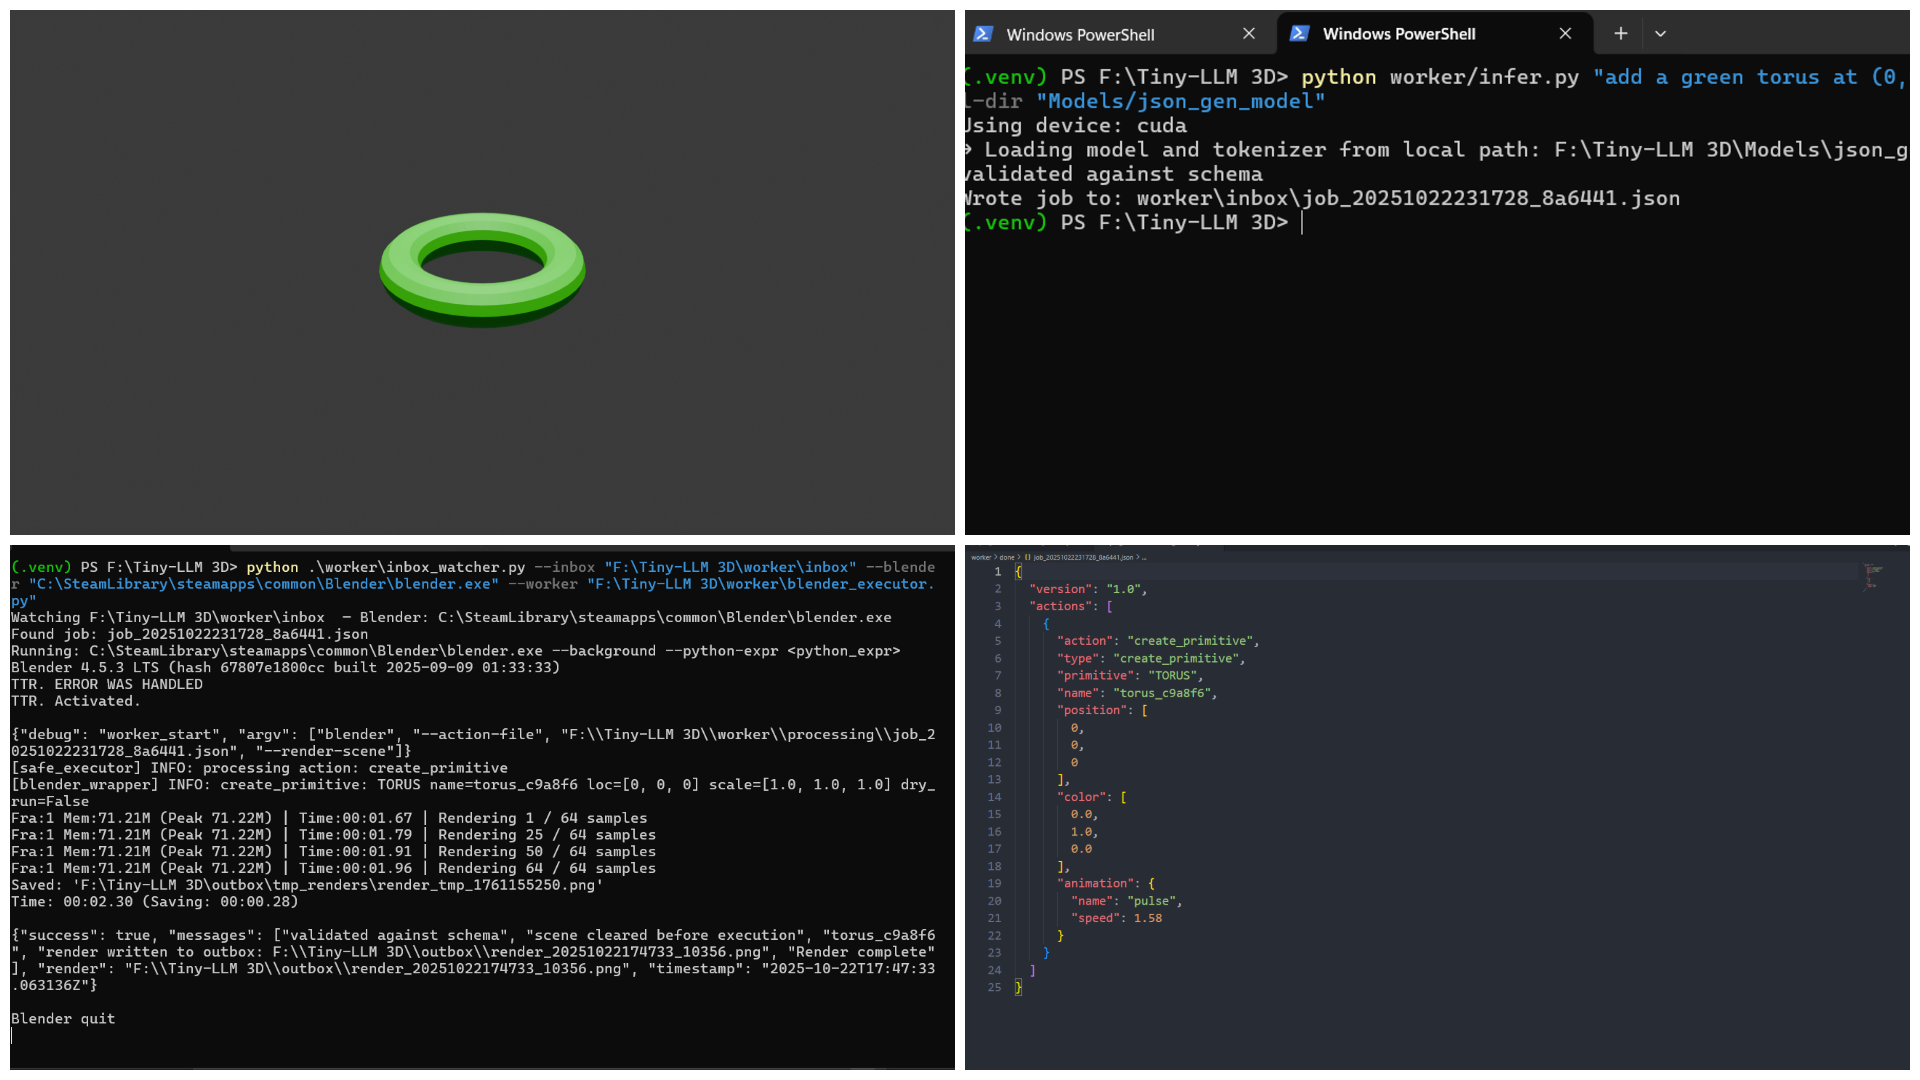 Windows PowerShell
Windows PowerShell
(.venv) PS F:\Tiny-LLM 3D> python worker/infer.py "add a green torus at (0,
l-dir "Models/json_gen_model"
Using device: cuda
→ Loading model and tokenizer from local path: F:\Tiny-LLM 3D\Models\json_g
validated against schema
Wrote job to: worker\inbox\job_20251022231728_8a6441.json
(.venv) PS F:\Tiny-LLM 3D>
(.venv) PS F:\Tiny-LLM 3D> python .\worker\inbox_watcher.py --inbox "F:\Tiny-LLM 3D\worker\inbox" --blende
r "C:\SteamLibrary\steamapps\common\Blender\blender.exe" --worker "F:\Tiny-LLM 3D\worker\blender_executor.
py"
Watching F:\Tiny-LLM 3D\worker\inbox  — Blender: C:\SteamLibrary\steamapps\common\Blender\blender.exe
Found job: job_20251022231728_8a6441.json
Running: C:\SteamLibrary\steamapps\common\Blender\blender.exe --background --python-expr <python_expr>
Blender 4.5.3 LTS (hash 67807e1800cc built 2025-09-09 01:33:33)
TTR. ERROR WAS HANDLED
TTR. Activated.
{"debug": "worker_start", "argv": ["blender", "--action-file", "F:\\Tiny-LLM 3D\\worker\\processing\\job_2
0251022231728_8a6441.json", "--render-scene"]}
[safe_executor] INFO: processing action: create_primitive
[blender_wrapper] INFO: create_primitive: TORUS name=torus_c9a8f6 loc=[0, 0, 0] scale=[1.0, 1.0, 1.0] dry_
run=False
Fra:1 Mem:71.21M (Peak 71.22M) | Time:00:01.67 | Rendering 1 / 64 samples
Fra:1 Mem:71.21M (Peak 71.22M) | Time:00:01.79 | Rendering 25 / 64 samples
Fra:1 Mem:71.21M (Peak 71.22M) | Time:00:01.91 | Rendering 50 / 64 samples
Fra:1 Mem:71.21M (Peak 71.22M) | Time:00:01.96 | Rendering 64 / 64 samples
Saved: 'F:\Tiny-LLM 3D\outbox\tmp_renders\render_tmp_1761155250.png'
Time: 00:02.30 (Saving: 00:00.28)
{"success": true, "messages": ["validated against schema", "scene cleared before execution", "torus_c9a8f6
", "render written to outbox: F:\\Tiny-LLM 3D\\outbox\\render_20251022174733_10356.png", "Render complete"
], "render": "F:\\Tiny-LLM 3D\\outbox\\render_20251022174733_10356.png", "timestamp": "2025-10-22T17:47:33
.063136Z"}
Blender quit
worker > done > {} job_20251022231728_8a6441.json > ...
1 {
2 "version": "1.0",
3 "actions": [
4 {
5 "action": "create_primitive",
6 "type": "create_primitive",
7 "primitive": "TORUS",
8 "name": "torus_c9a8f6",
9 "position": [
10 0,
11 0,
12 0
13 ],
14 "color": [
15 0.0,
16 1.0,
17 0.0
18 ],
19 "animation": {
20 "name": "pulse",
21 "speed": 1.58
22 }
23 }
24 ]
25 }